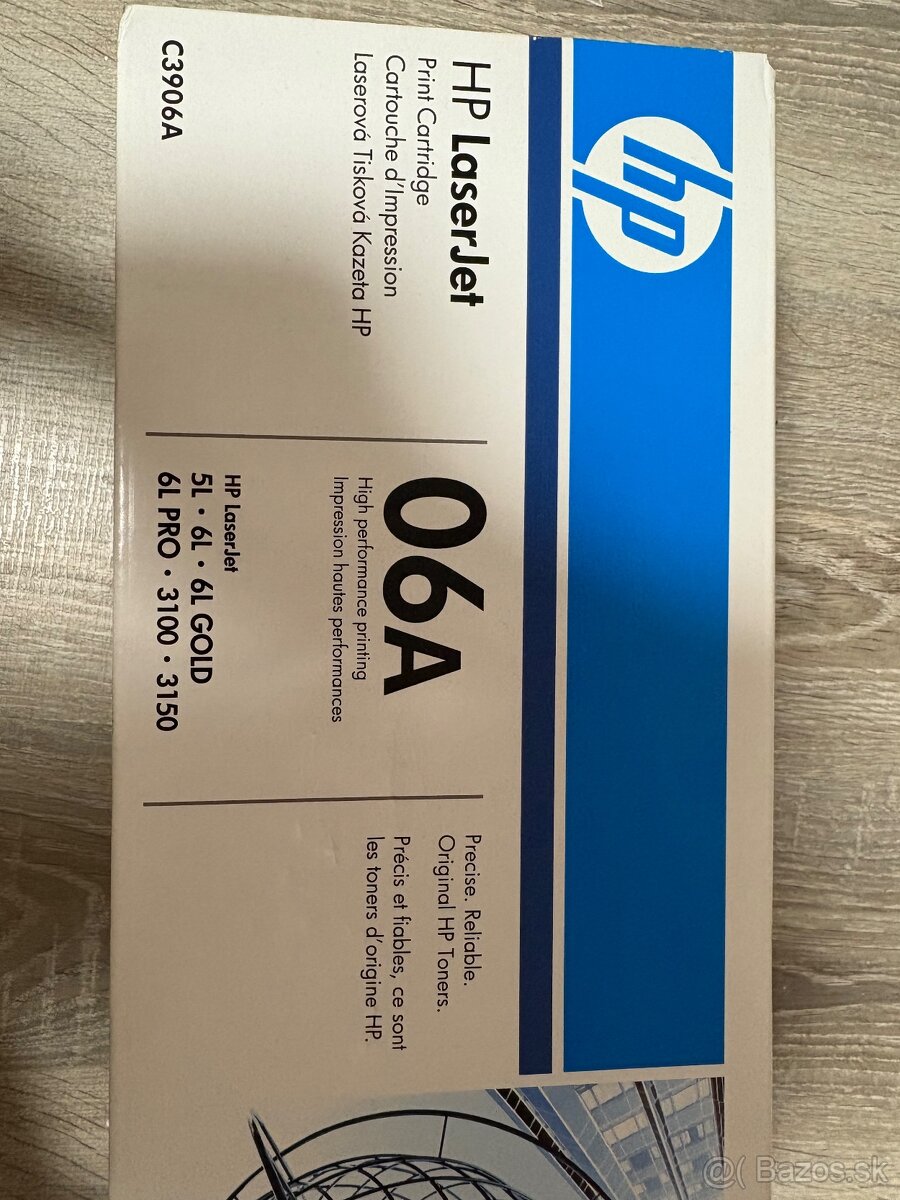 hp
HP LaserJet
Print Cartridge
Cartouche d'Impression
Laserová Tisková Kazeta HP
C3906A
06A
High performance printing
Impression hautes performances
HP LaserJet
5L • 6L • 6L GOLD
6L PRO • 3100 • 3150
Precise. Reliable.
Original HP Toners.
Précis et fiables, ce sont
les toners d'origine HP.
@( Bazos.sk